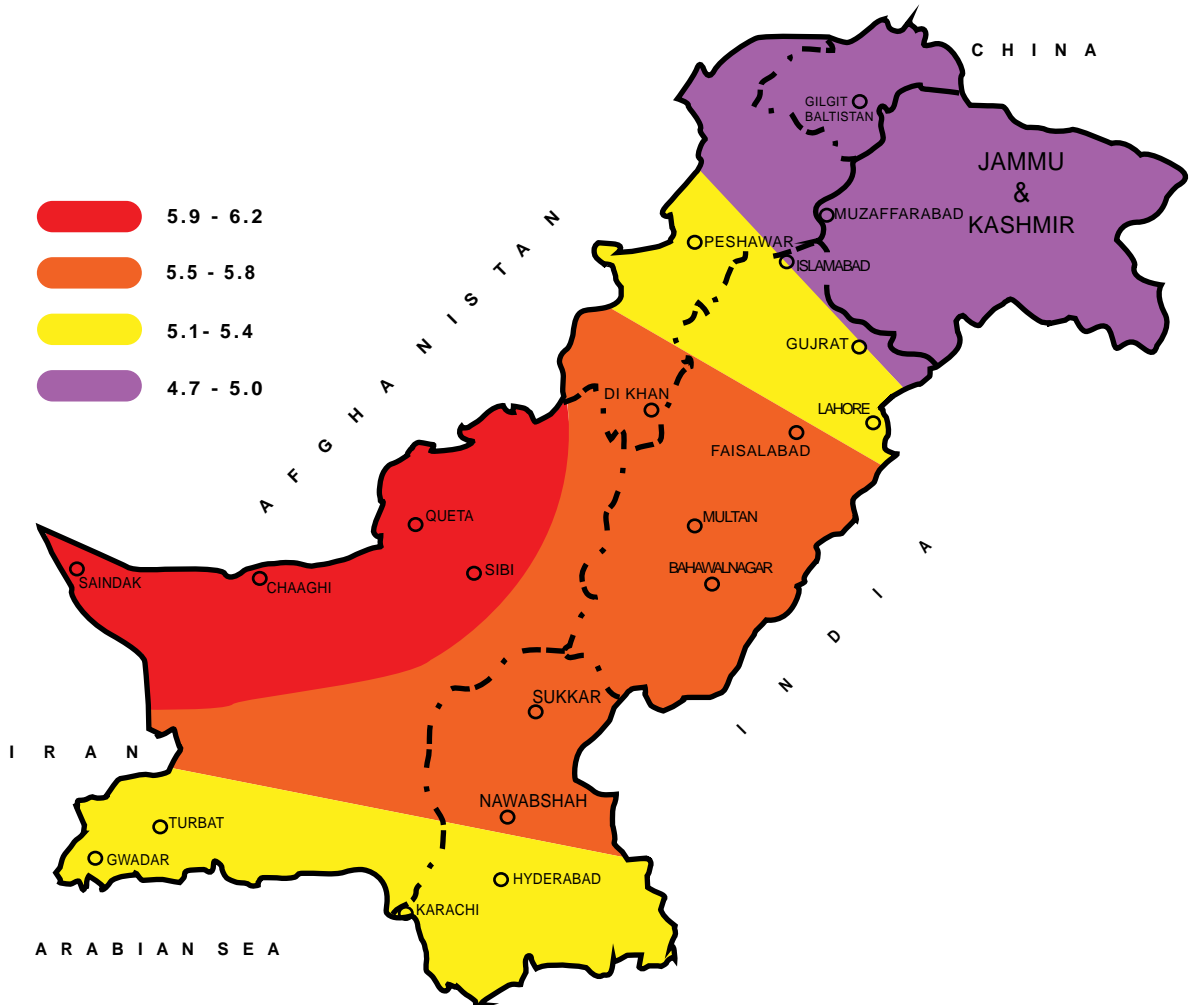 CHINA
GILGIT
BALTISTAN
JAMMU
&
KASHMIR
5.9 - 6.2
5.5 - 5.8
5.1- 5.4
4.7 - 5.0
AFGHANISTAN
MUZAFFARABAD
PESHAWAR
ISLAMABAD
GUJRAT
DI KHAN
LAHORE
FAISALABAD
QUETA
MULTAN
SIBI
BAHAWALNAGAR
SAINDAK
CHAAGHI
INDIA
SUKKAR
IRAN
NAWABSHAH
TURBAT
GWADAR
HYDERABAD
KARACHI
ARABIAN SEA